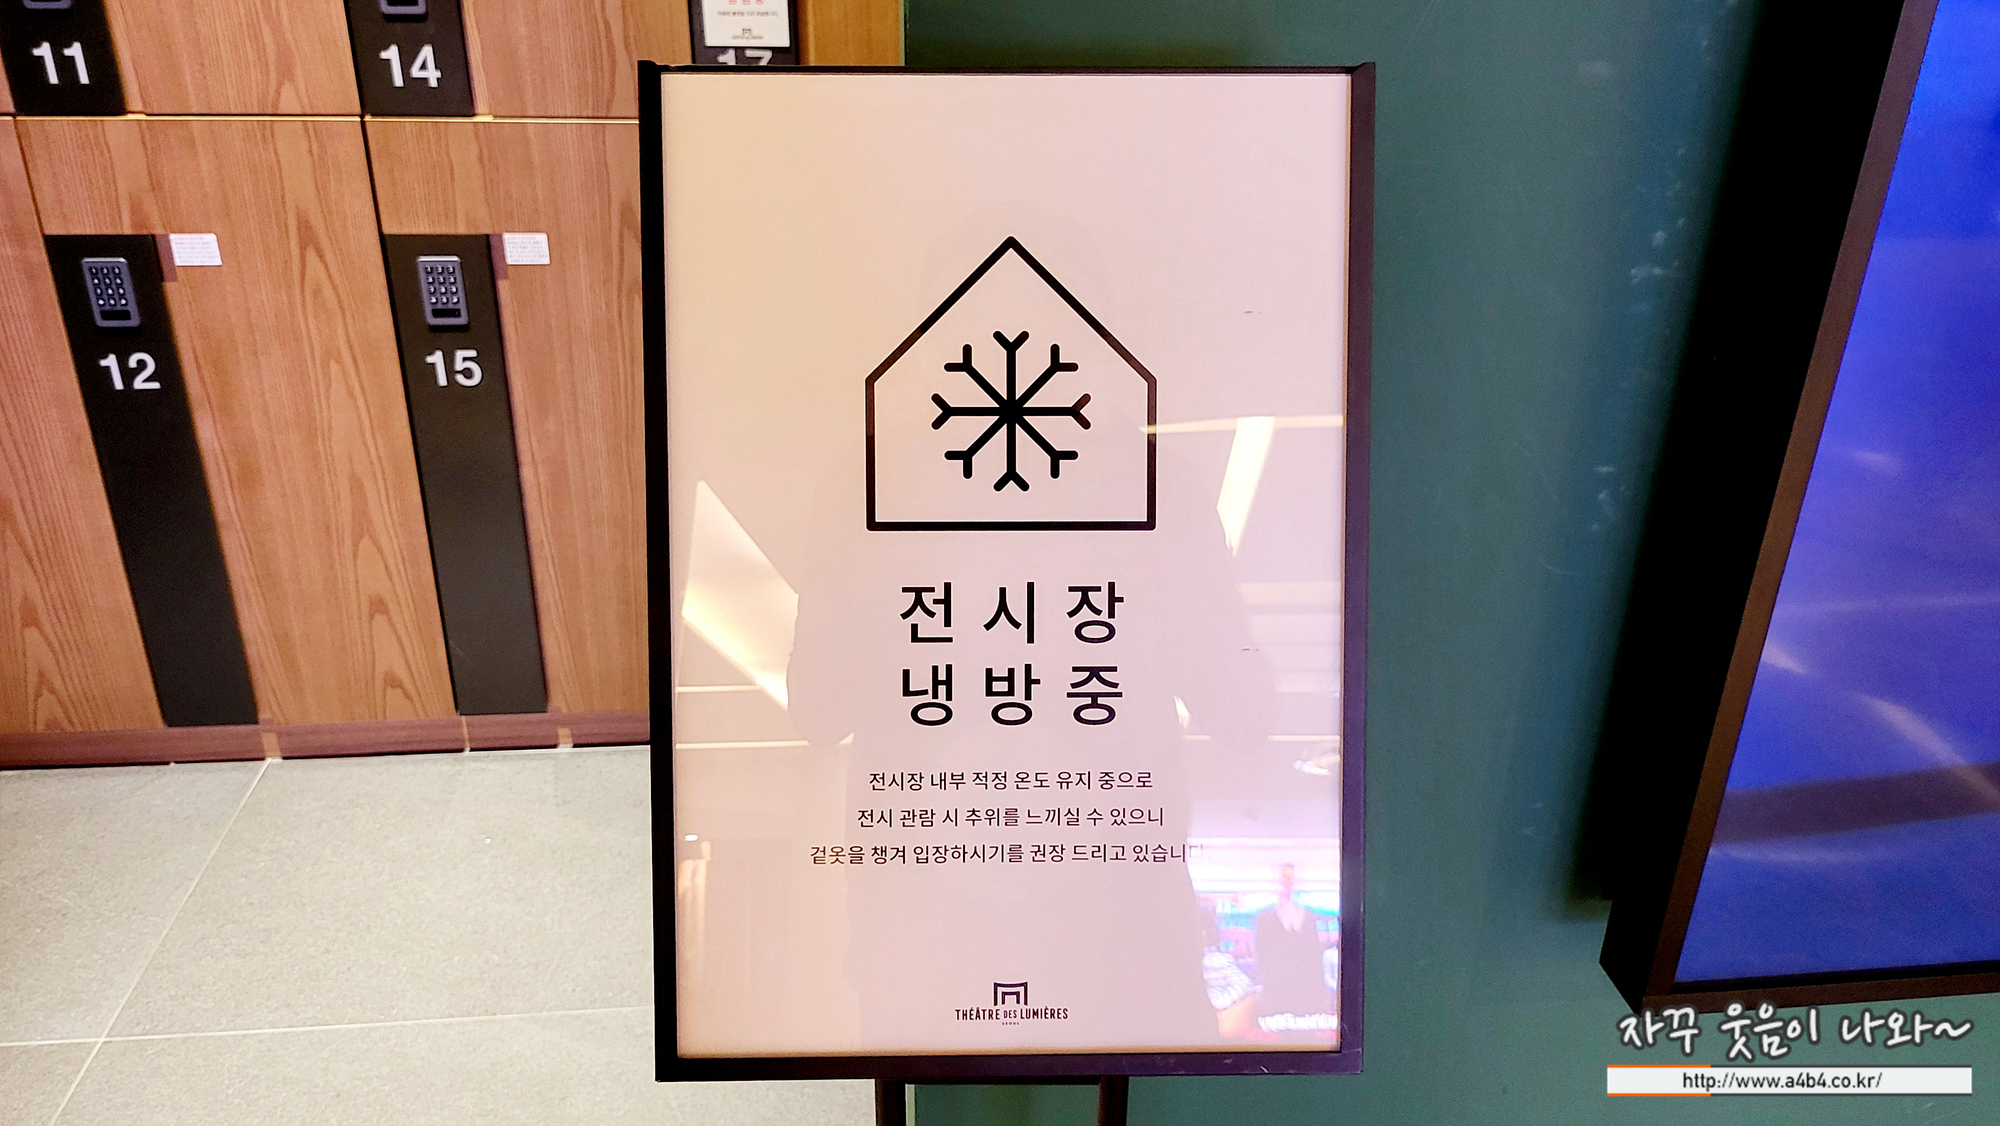 11
14
17
12
15
전시장
냉방중
전시장 내부 적정 온도 유지 중으로
전시 관람 시 추위를 느끼실 수 있으니
겉옷을 챙겨 입장하시기를 권장 드리고 있습니다.
THÉÂTRE DES LUMIÈRES
SEOUL
자꾸 웃음이 나와~
http://www.a4b4.co.kr/